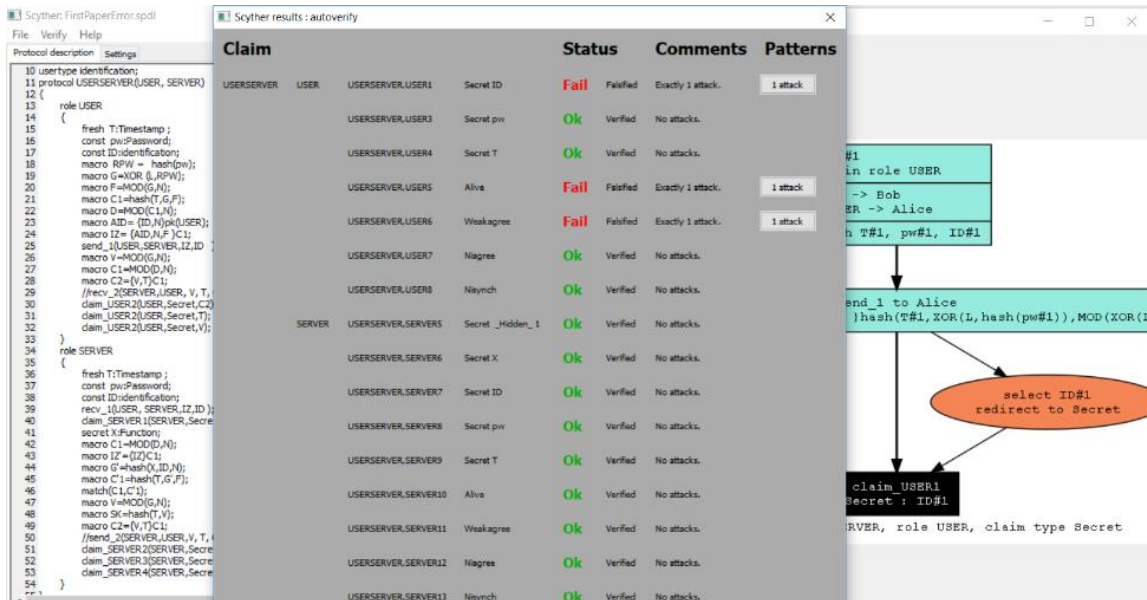 Scyther: FirstPaperError.spdl
File Verify Help
Protocol description Settings
10 usertype identification;
11 protocol USERSERVER(USER, SERVER)
12 {
13 role USER
14 {
15 fresh T:Timestamp ;
16 const pw:Password;
17 const ID:identification;
18 macro RPW = hash(pw);
19 macro G=XOR (L,RPW);
20 macro F=MOD(G,N);
21 macro C1=hash(T,G,F);
22 macro D=MOD(C1,N);
23 macro AID= {ID,N}pk(USER);
24 macro IZ= {AID,N,F }C1;
25 send_1(USER,SERVER,IZ,ID )
26 macro V=MOD(G,N);
27 macro C1=MOD(D,N);
28 macro C2={V,T}C1;
29 //recv_2(SERVER,USER, V, T,
30 claim_USER2(USER,Secret,C2)
31 claim_USER2(USER,Secret,T);
32 claim_USER2(USER,Secret,V);
33 }
34 role SERVER
35 {
36 fresh T:Timestamp ;
37 const pw:Password;
38 const ID:identification;
39 recv_1(USER, SERVER,IZ,ID );
40 claim_SERVER1(SERVER,Secre
41 secret X:Function;
42 macro C1=MOD(D,N);
43 macro IZ'={IZ}C1;
44 macro G'=hash(X,ID,N);
45 macro C'1=hash(T,G',F);
46 match(C1,C'1);
47 macro V=MOD(G,N);
48 macro SK=hash(T,V);
49 macro C2={V,T}C1;
50 //send_2(SERVER,USER,V, T,
51 claim_SERVER2(SERVER,Secre
52 claim_SERVER3(SERVER,Secre
53 claim_SERVER4(SERVER,Secre
54 }
55 }
Scyther results : autoverify
Claim Status Comments Patterns
USERSERVER USER USERSERVER,USER1 Secret ID Fail Falsified Exactly 1 attack. 1 attack
USERSERVER,USER3 Secret pw Ok Verified No attacks.
USERSERVER,USER4 Secret T Ok Verified No attacks.
USERSERVER,USER5 Alive Fail Falsified Exactly 1 attack. 1 attack
USERSERVER,USER6 Weakagree Fail Falsified Exactly 1 attack. 1 attack
USERSERVER,USER7 Niagree Ok Verified No attacks.
USERSERVER,USER8 Nisynch Ok Verified No attacks.
SERVER USERSERVER,SERVER5 Secret _Hidden_ 1 Ok Verified No attacks.
USERSERVER,SERVER6 Secret X Ok Verified No attacks.
USERSERVER,SERVER7 Secret ID Ok Verified No attacks.
USERSERVER,SERVER8 Secret pw Ok Verified No attacks.
USERSERVER,SERVER9 Secret T Ok Verified No attacks.
USERSERVER,SERVER10 Alive Ok Verified No attacks.
USERSERVER,SERVER11 Weakagree Ok Verified No attacks.
USERSERVER,SERVER12 Niagree Ok Verified No attacks.
USERSERVER,SERVER13 Nisynch Ok Verified No attacks.
#1
in role USER
-> Bob
ER -> Alice
h T#1, pw#1, ID#1
end_1 to Alice
)hash(T#1,XOR(L,hash(pw#1)),MOD(XOR(L
select ID#1
redirect to Secret
claim_USER1
Secret : ID#1
RVER, role USER, claim type Secret